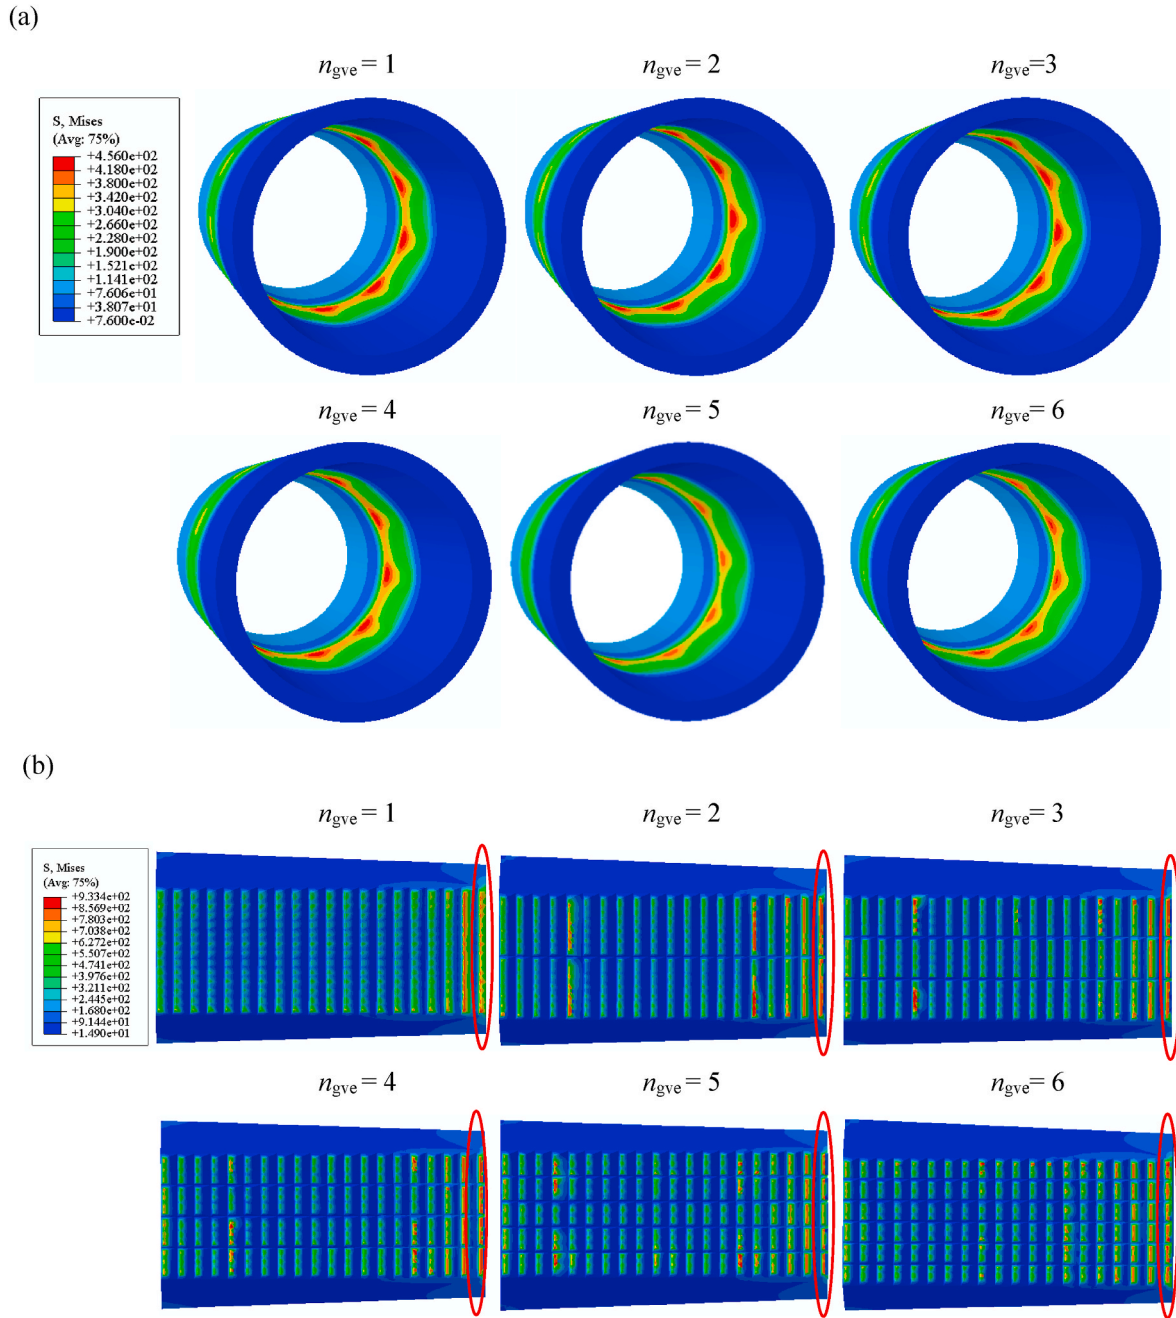 (a)
n_gve = 1
n_gve = 2
n_gve=3
S, Mises
(Avg: 75%)
+4.560e+02
+4.180e+02
+3.800e+02
+3.420e+02
+3.040e+02
+2.660e+02
+2.280e+02
+1.900e+02
+1.521e+02
+1.141e+02
+7.606e+01
+3.807e+01
+7.600e-02
n_gve = 4
n_gve = 5
n_gve = 6
(b)
n_gve = 1
n_gve = 2
n_gve = 3
S, Mises
(Avg: 75%)
+9.334e+02
+8.569e+02
+7.803e+02
+7.038e+02
+6.272e+02
+5.507e+02
+4.741e+02
+3.976e+02
+3.211e+02
+2.445e+02
+1.680e+02
+9.144e+01
+1.490e+01
n_gve = 4
n_gve = 5
n_gve = 6